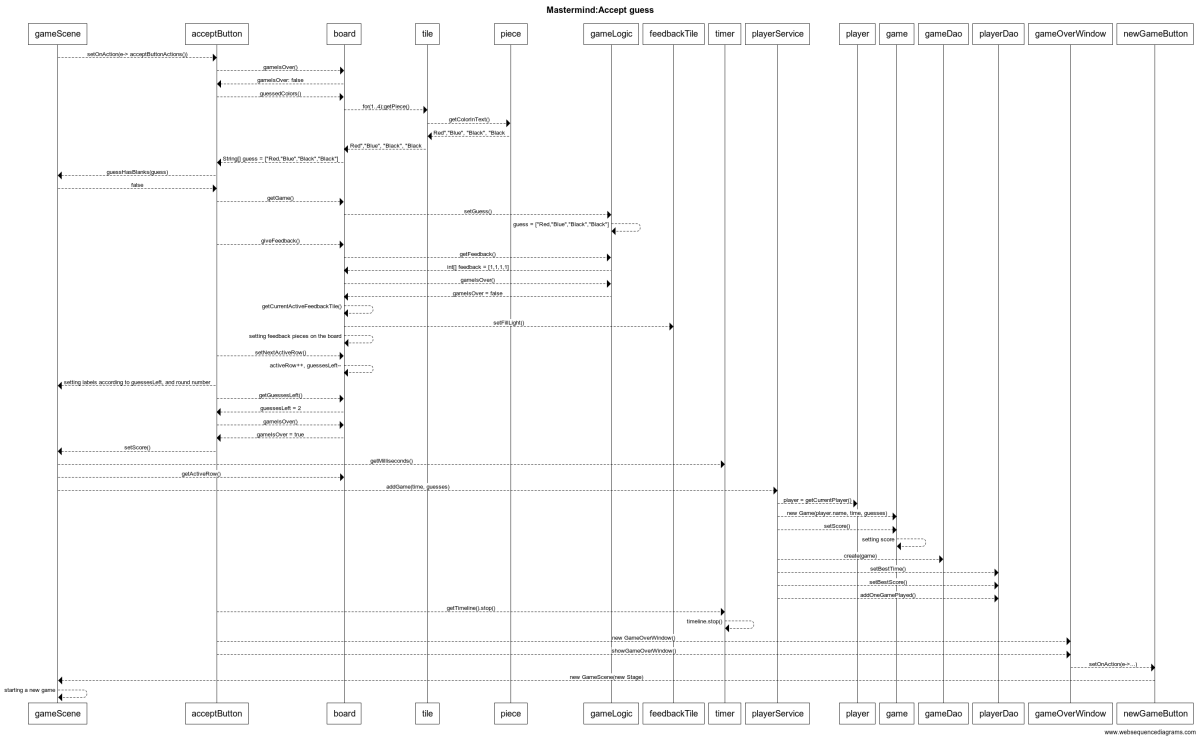 Mastermind:Accept guess
gameScene acceptButton board tile piece gameLogic feedbackTile timer playerService player game gameDao playerDao gameOverWindow newGameButton
setOnAction(e-> acceptButtonActions())
gameIsOver()
gameIsOver: false
guessedColors()
for(1..4):getPiece()
getColorInText()
Red","Blue", "Black", "Black
Red","Blue", "Black", "Black
String[] guess = ["Red,"Blue","Black","Black"]
guessHasBlanks(guess)
false
getGame()
setGuess()
guess = ["Red,"Blue","Black","Black"]
giveFeedback()
getFeedback()
int[] feedback = [1,1,1,1]
gameIsOver()
gameIsOver = false
getCurrentActiveFeedbackTile()
setFillLight()
setting feedback pieces on the board
setNextActiveRow()
activeRow++, guessesLeft--
setting labels according to guessesLeft, and round number
getGuessesLeft()
guessesLeft = 2
gameIsOver()
gameIsOver = true
setScore()
getMilliseconds()
getActiveRow()
addGame(time, guesses)
player = getCurrentPlayer()
new Game(player.name, time, guesses)
setScore()
setting score
create(game)
setBestTime()
setBestScore()
addOneGamePlayed()
getTimeline().stop()
timeline.stop()
new GameOverWindow()
showGameOverWindow()
setOnAction(e->...)
new GameScene(new Stage)
starting a new game
gameScene acceptButton board tile piece gameLogic feedbackTile timer playerService player game gameDao playerDao gameOverWindow newGameButton
www.websequencediagrams.com